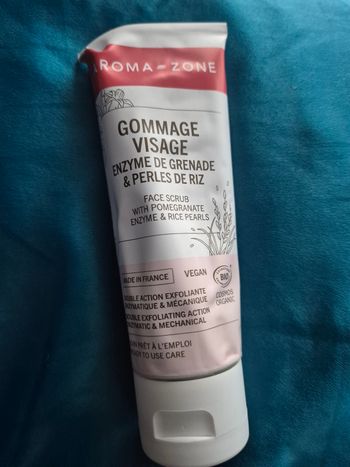 AROMA-ZONE
GOMMAGE
VISAGE
ENZYME DE GRENADE
& PERLES DE RIZ
FACE SCRUB
WITH POMEGRANATE
ENZYME & RICE PEARLS
MADE IN FRANCE
VEGAN
BIO
COSMOS
ORGANIC
DOUBLE ACTION EXFOLIANTE
ENZYMATIQUE & MÉCANIQUE
DOUBLE EXFOLIATING ACTION
ENZYMATIC & MECHANICAL
SOIN PRÊT À L'EMPLOI
READY TO USE CARE